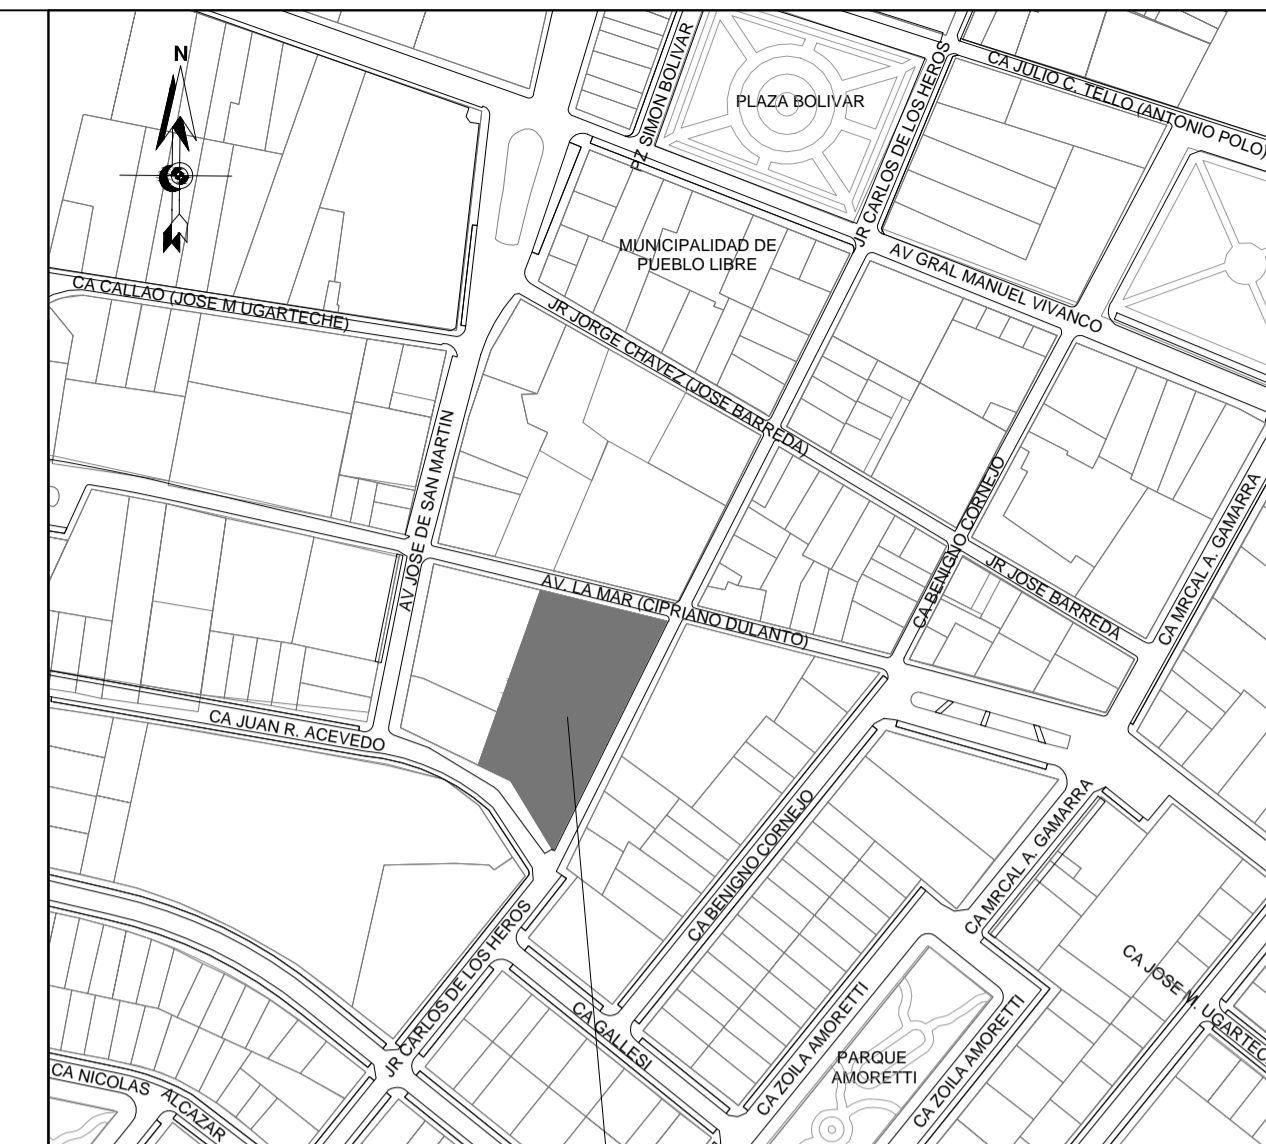 N
PZ SIMON BOLIVAR
PLAZA BOLIVAR
JR CARLOS DE LOS HEROS
CA JULIO C. TELLO (ANTONIO POLO)
MUNICIPALIDAD DE
PUEBLO LIBRE
AV GRAL MANUEL VIVANCO
CA CALLAO (JOSE M UGARTECHE)
JR JORGE CHAVEZ (JOSE BARREDA)
AV JOSE DE SAN MARTIN
CA BENIGNO CORNEJO
CA MRCAL A. GAMARRA
JR JOSE BARREDA
AV. LA MAR (CIPRIANO DULANTO)
CA JUAN R. ACEVEDO
CA BENIGNO CORNEJO
CA MRCAL A. GAMARRA
JR CARLOS DE LOS HEROS
CA JOSE M. UGARTEC
CA GALLESI
CA ZOILA AMORETTI
CA ZOILA AMORETTI
PARQUE
AMORETTI
CA NICOLAS ALCAZAR